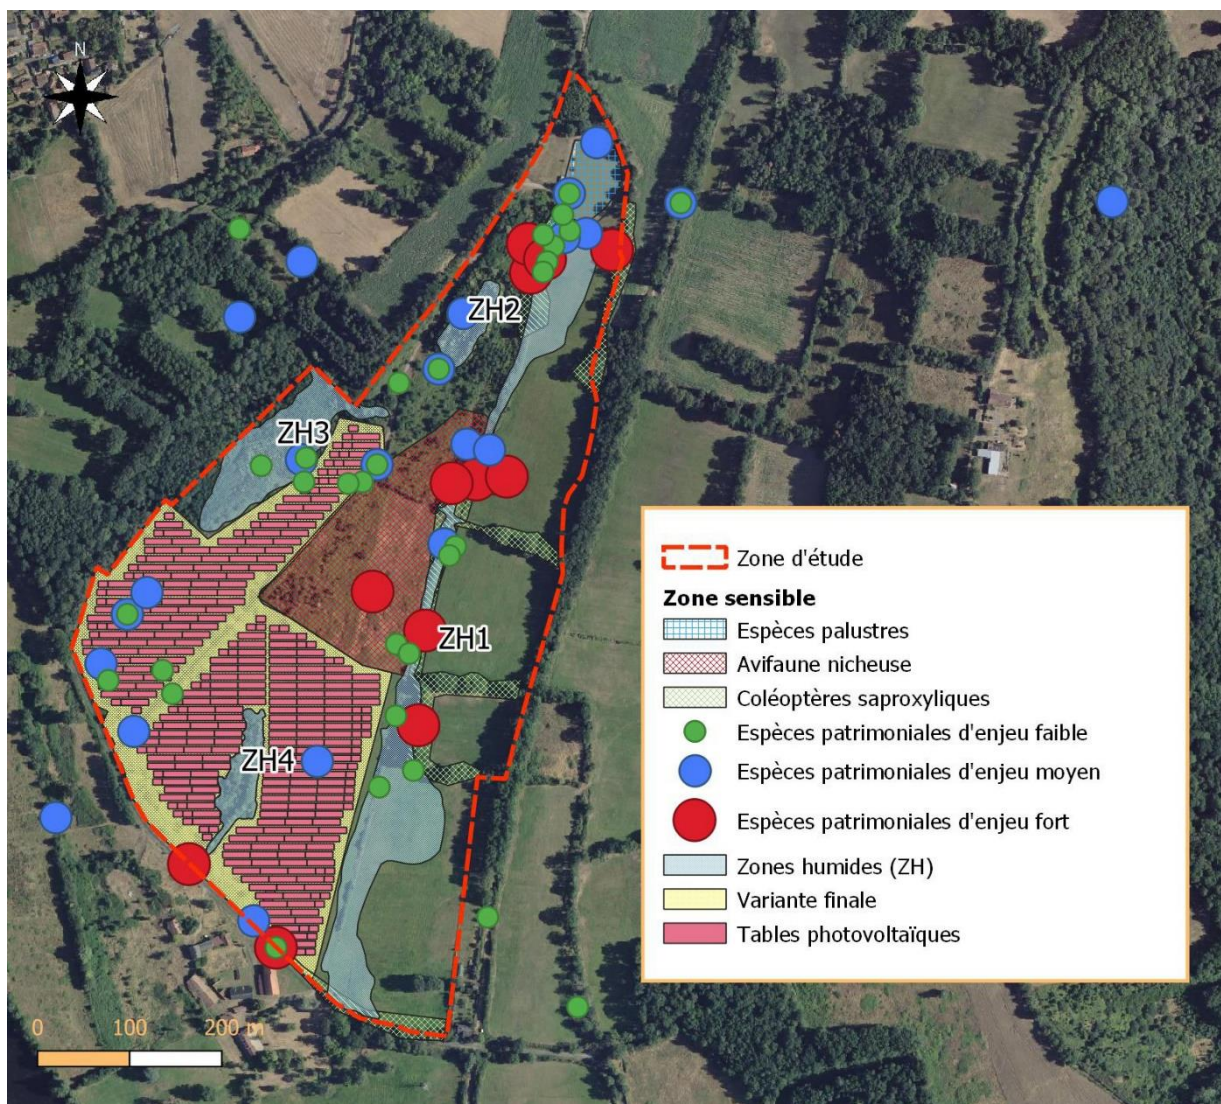 N
ZH2
ZH3
ZH1
ZH4
Zone d'étude
Zone sensible
Espèces palustres
Avifaune nicheuse
Coléoptères saproxyliques
Espèces patrimoniales d'enjeu faible
Espèces patrimoniales d'enjeu moyen
Espèces patrimoniales d'enjeu fort
Zones humides (ZH)
Variante finale
Tables photovoltaïques
0 100 200 m